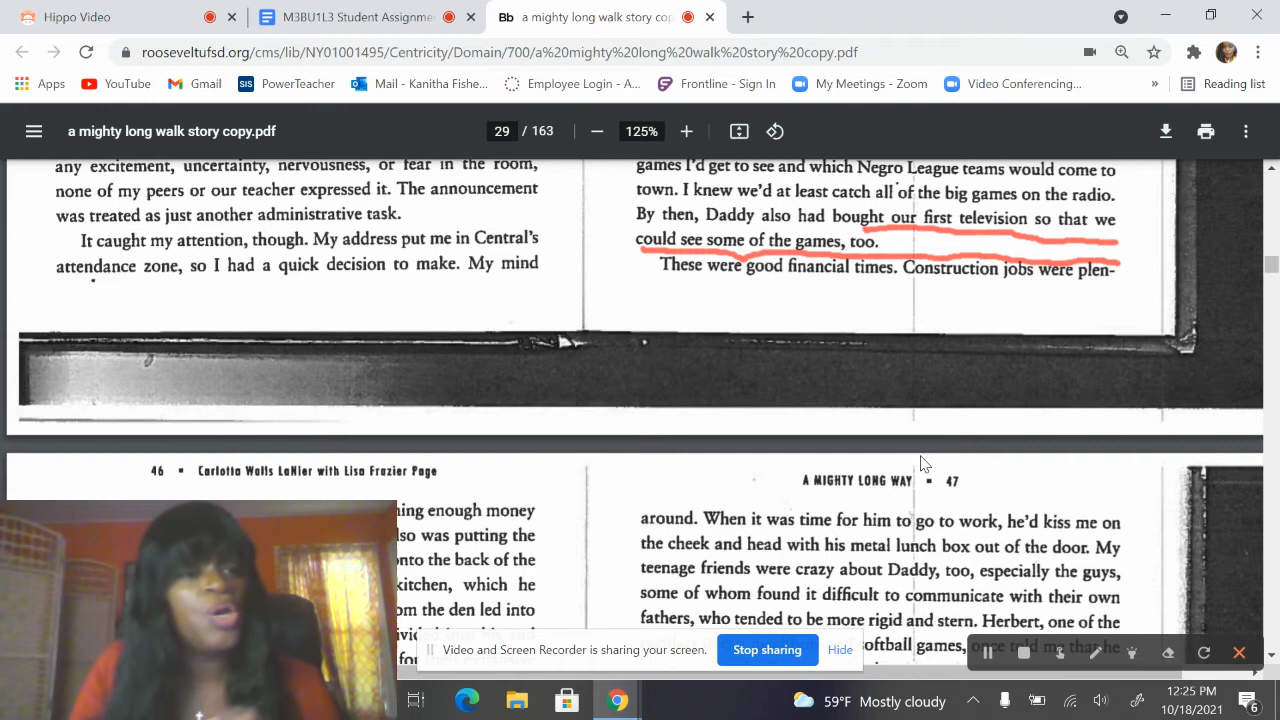 Hippo Video
M3BU1L3 Student Assignme
Bb a mighty long walk story cop
rooseveltufsd.org/cms/lib/NY01001495/Centricity/Domain/700/a%20mighty%20long%20walk%20story%20copy.pdf
Apps YouTube Gmail SIS PowerTeacher Mail - Kanitha Fishe... Employee Login - A... Frontline - Sign In My Meetings - Zoom Video Conferencing... » Reading list
a mighty long walk story copy.pdf 29 / 163 125%
any excitement, uncertainty, nervousness, or fear in the room,
none of my peers or our teacher expressed it. The announcement
was treated as just another administrative task.
It caught my attention, though. My address put me in Central's
attendance zone, so I had a quick decision to make. My mind
games I'd get to see and which Negro League teams would come to
town. I knew we'd at least catch all of the big games on the radio.
By then, Daddy also had bought our first television so that we
could see some of the games, too.
These were good financial times. Construction jobs were plen-
46 ▪ Carlotta Walls LaNier with Lisa Frazier Page
ning enough money
lso was putting the
onto the back of the
kitchen, which he
om the den led into
A MIGHTY LONG WAY ▪ 47
around. When it was time for him to go to work, he'd kiss me on
the cheek and head with his metal lunch box out of the door. My
teenage friends were crazy about Daddy, too, especially the guys,
some of whom found it difficult to communicate with their own
fathers, who tended to be more rigid and stern. Herbert, one of the
softball games, once told me that he
Video and Screen Recorder is sharing your screen. Stop sharing Hide
59°F Mostly cloudy
12:25 PM
10/18/2021
6